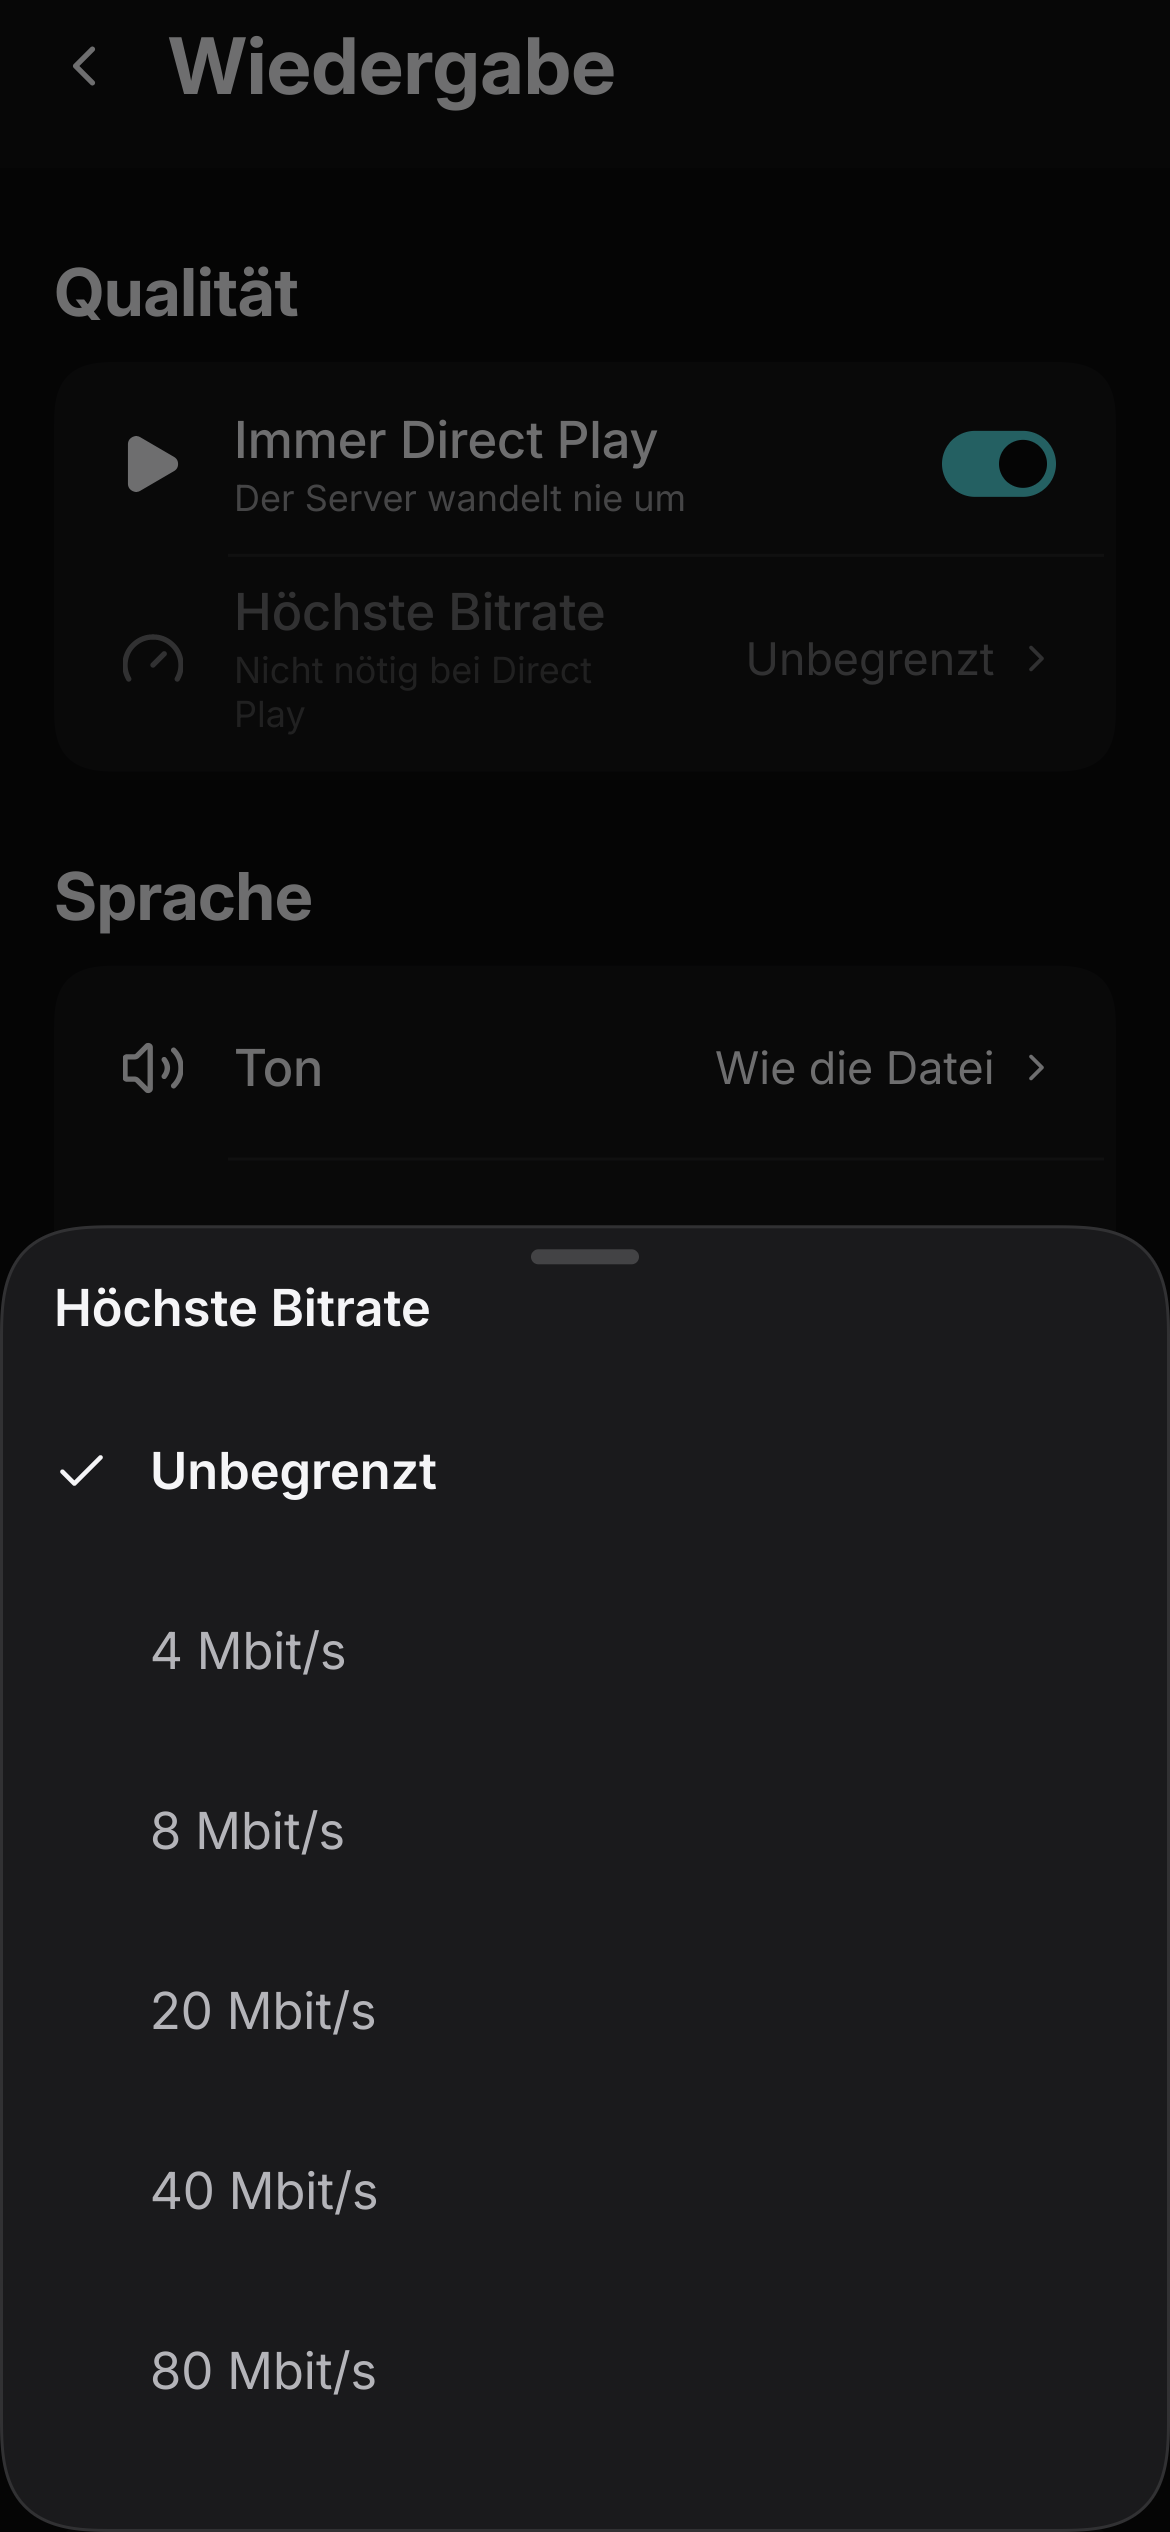 Wiedergabe
Qualität
Immer Direct Play
Der Server wandelt nie um
Höchste Bitrate
Nicht nötig bei Direct
Play
Unbegrenzt
Sprache
Ton
Wie die Datei
Höchste Bitrate
Unbegrenzt
4 Mbit/s
8 Mbit/s
20 Mbit/s
40 Mbit/s
80 Mbit/s